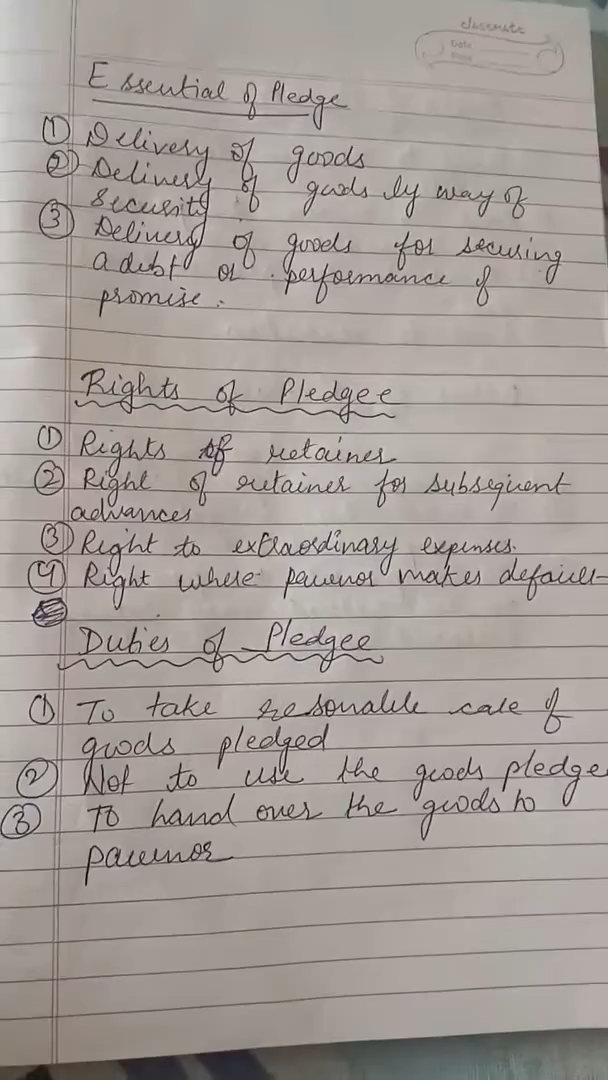 classmate
Date
Page
Essential of Pledge
① Delivery of goods
② Delivery of goods by way of
security.
③ Delivery of goods for securing
a debt or performance of
promise.
Rights of Pledgee
① Rights of retainer
② Right of retainer for subsequent
advances
③ Right to extraordinary expenses.
④ Right where pawnor makes default
Duties of Pledgee
① To take resonable care of
goods pledged
② Not to use the goods pledge
③ To hand over the goods to
pawnor